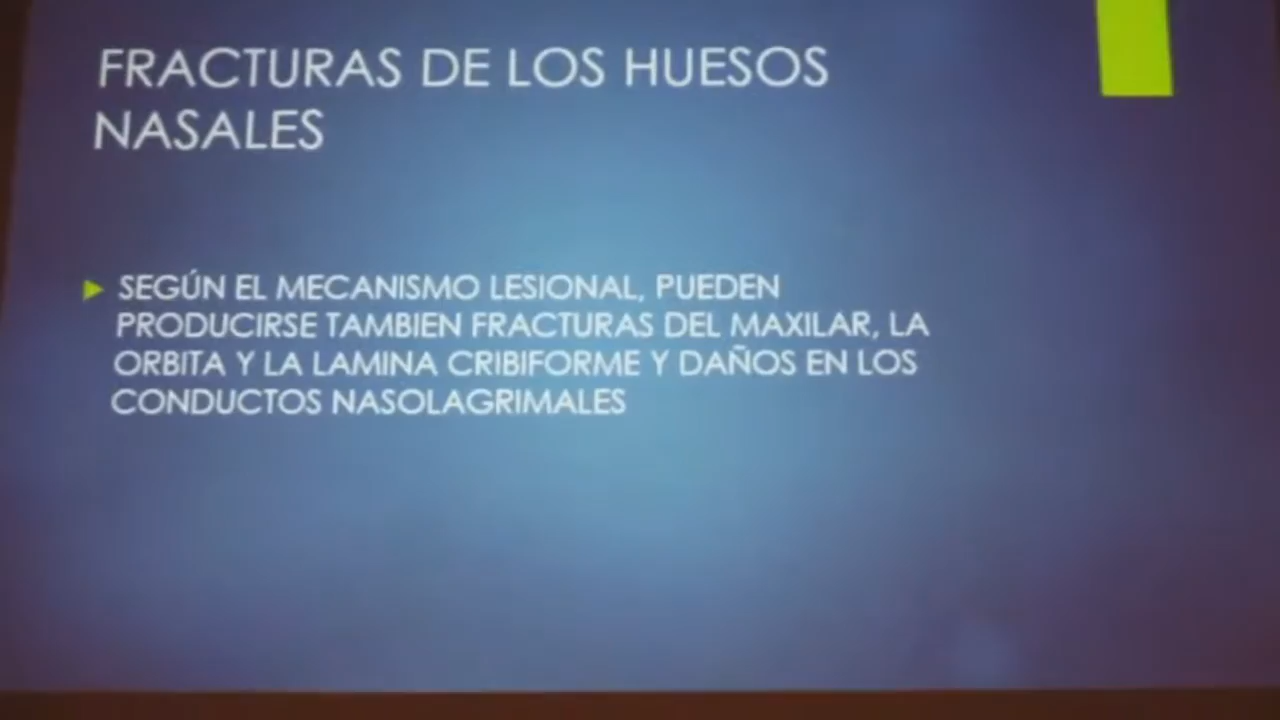 FRACTURAS DE LOS HUESOS
NASALES
SEGÚN EL MECANISMO LESIONAL, PUEDEN
PRODUCIRSE TAMBIEN FRACTURAS DEL MAXILAR, LA
ORBITA Y LA LAMINA CRIBIFORME Y DAÑOS EN LOS
CONDUCTOS NASOLAGRIMALES